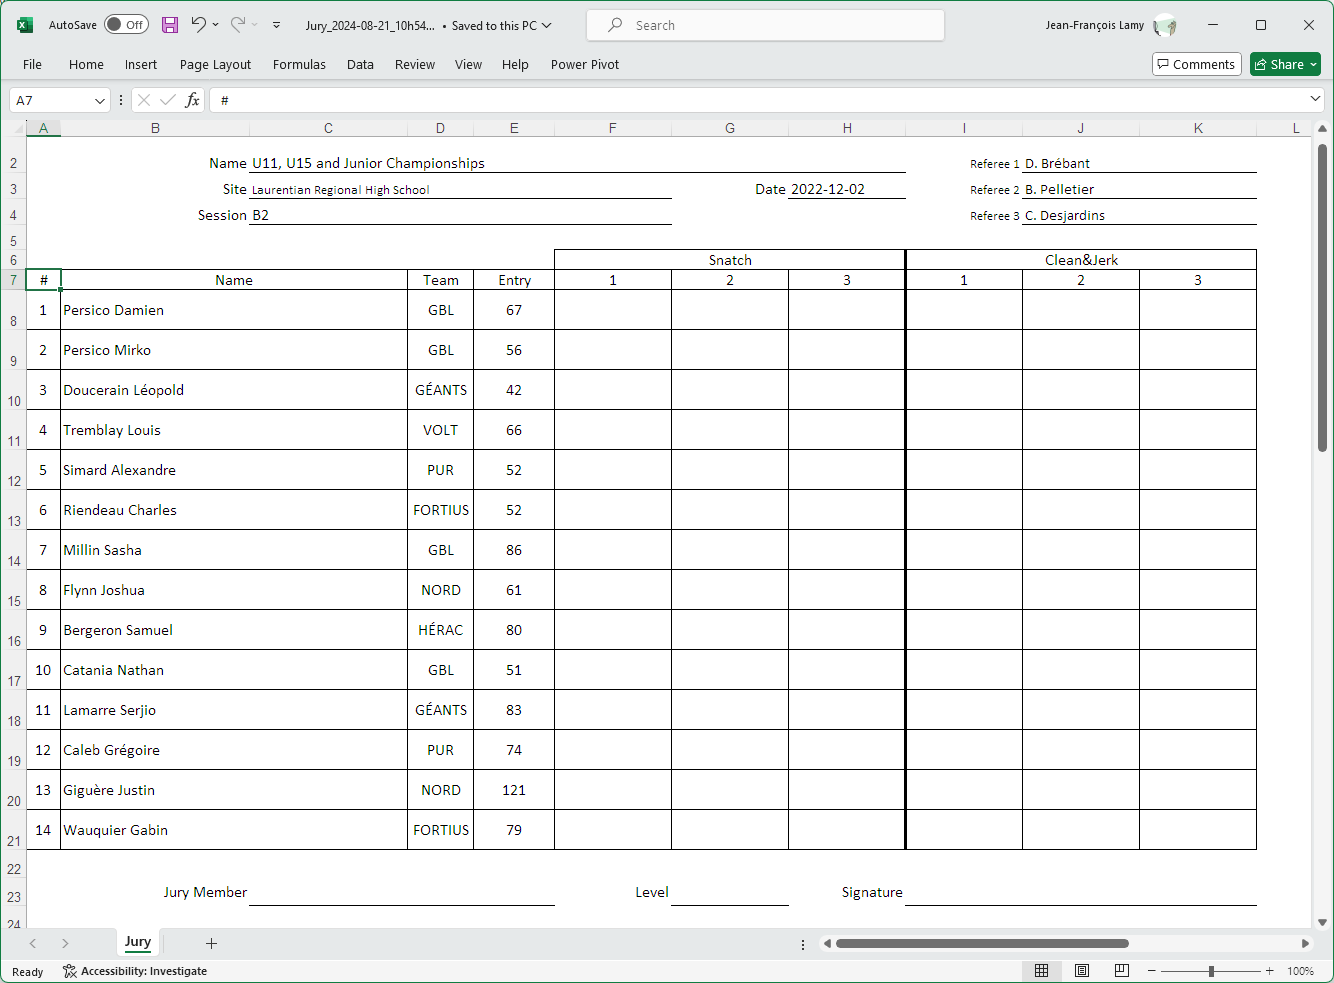 AutoSave Off Jury_2024-08-21_10h54... • Saved to this PC Search Jean-François Lamy
File Home Insert Page Layout Formulas Data Review View Help Power Pivot Comments Share
A7 fx #
A B C D E F G H I J K L
2 Name U11, U15 and Junior Championships Referee 1 D. Brébant
3 Site Laurentian Regional High School Date 2022-12-02 Referee 2 B. Pelletier
4 Session B2 Referee 3 C. Desjardins
5
6 Snatch Clean&Jerk
7 # Name Team Entry 1 2 3 1 2 3
8 1 Persico Damien GBL 67
9 2 Persico Mirko GBL 56
10 3 Doucerain Léopold GÉANTS 42
11 4 Tremblay Louis VOLT 66
12 5 Simard Alexandre PUR 52
13 6 Riendeau Charles FORTIUS 52
14 7 Millin Sasha GBL 86
15 8 Flynn Joshua NORD 61
16 9 Bergeron Samuel HÉRAC 80
17 10 Catania Nathan GBL 51
18 11 Lamarre Serjio GÉANTS 83
19 12 Caleb Grégoire PUR 74
20 13 Giguère Justin NORD 121
21 14 Wauquier Gabin FORTIUS 79
22
23 Jury Member Level Signature
24
Jury
Ready Accessibility: Investigate 100%